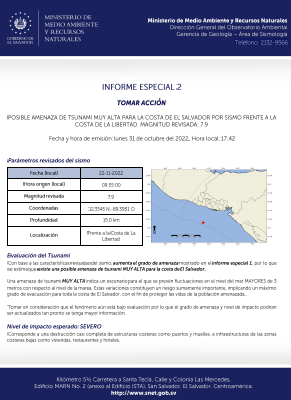 MINISTERIO DE
MEDIO AMBIENTE
Y RECURSOS
NATURALES
GOBIERNO DE
EL SALVADOR
Ministerio de Medio Ambiente y Recursos Naturales
Dirección General del Observatorio Ambiental
Gerencia de Geología – Área de Sismología
Teléfono: 2132-9566
INFORME ESPECIAL:2
TOMAR ACCIÓN
¡POSIBLE AMENAZA DE TSUNAMI MUY ALTA PARA LA COSTA DE EL SALVADOR POR SISMO FRENTE A LA
COSTA DE LA LIBERTAD. MAGNITUD REVISADA: 7.9
Fecha y hora de emisión: lunes 31 de octubre del 2022, Hora local: 17:42
Parámetros revisados del sismo
Fecha (local) 22-11-2022
Hora origen (local) 09:55:00
Magnitud revisada 7.9
Coordenadas
Profundidad 15.0 km
Localización Frente a la Costa de La
Libertad
Evaluación del Tsunami
Con base a las características revisadas del sismo, aumenta el grado de amenaza mostrado en el informe especial 1, por lo que
se estima que existe una posible amenaza de tsunami MUY ALTA para la costa de El Salvador.
Una amenaza de tsunami MUY ALTA indica un escenario para el que se prevén fluctuaciones en el nivel del mar MAYORES de 3
metros con respecto al nivel de la marea. Estas variaciones constituyen un riesgo sumamente importante, implicando un máximo
grado de evacuación para toda la costa de El Salvador, con el fin de proteger las vidas de la población amenazada.
Tomar en consideración que el fenómeno aún está bajo evaluación por lo que el grado de amenaza y nivel de impacto podrían
ser actualizados tan pronto se tenga mayor información.
Nivel de impacto esperado: SEVERO
Corresponde a una destrucción casi completa de estructuras costeras como puertos y muelles, o infraestructuras de las zonas
costeras bajas como viviendas, restaurantes y hoteles.
Kilómetro 5½ Carretera a Santa Tecla, Calle y Colonia Las Mercedes,
Edificio MARN No. 2 (anexo al Edificio ISTA). San Salvador. El Salvador. Centroamérica.
http://www.snet.gob.sv